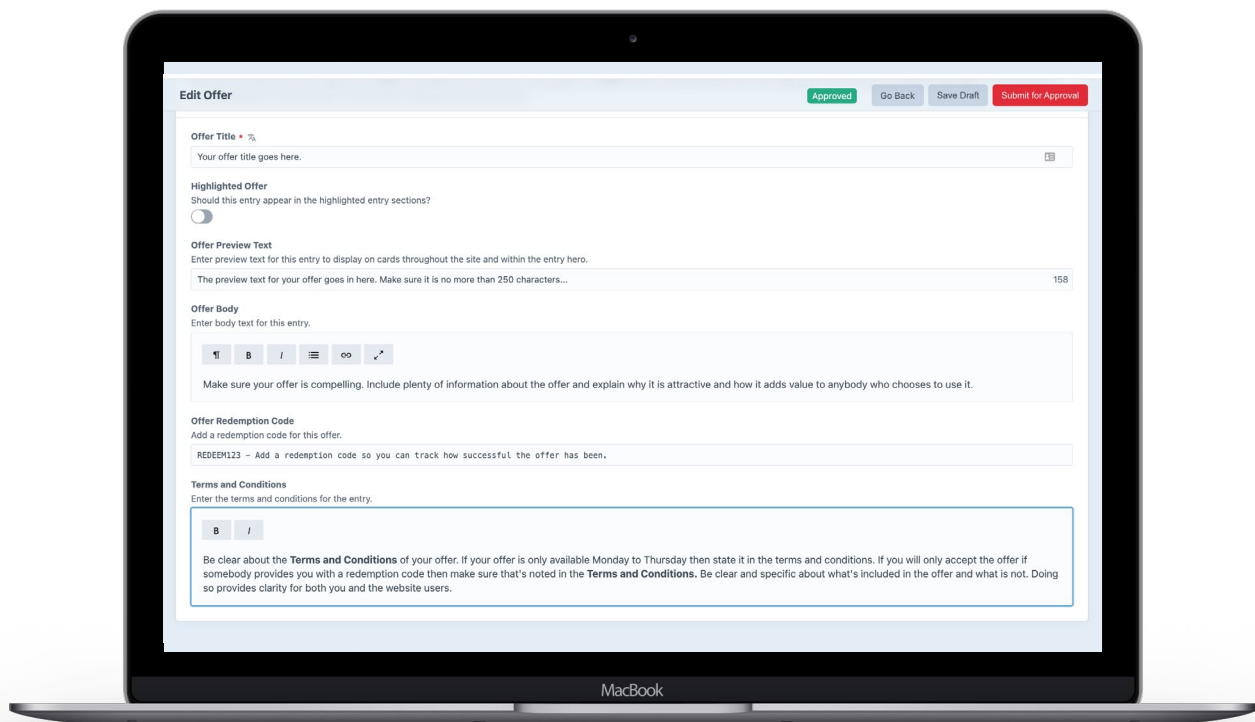 Edit Offer
Approved
Go Back
Save Draft
Submit for Approval
Offer Title *
Your offer title goes here.
Highlighted Offer
Should this entry appear in the highlighted entry sections?
Offer Preview Text
Enter preview text for this entry to display on cards throughout the site and within the entry hero.
The preview text for your offer goes in here. Make sure it is no more than 250 characters...
158
Offer Body
Enter body text for this entry.
¶ B I
Make sure your offer is compelling. Include plenty of information about the offer and explain why it is attractive and how it adds value to anybody who chooses to use it.
Offer Redemption Code
Add a redemption code for this offer.
REDEEM123 - Add a redemption code so you can track how successful the offer has been.
Terms and Conditions
Enter the terms and conditions for the entry.
B I
Be clear about the Terms and Conditions of your offer. If your offer is only available Monday to Thursday then state it in the terms and conditions. If you will only accept the offer if
somebody provides you with a redemption code then make sure that's noted in the Terms and Conditions. Be clear and specific about what's included in the offer and what is not. Doing
so provides clarity for both you and the website users.
MacBook